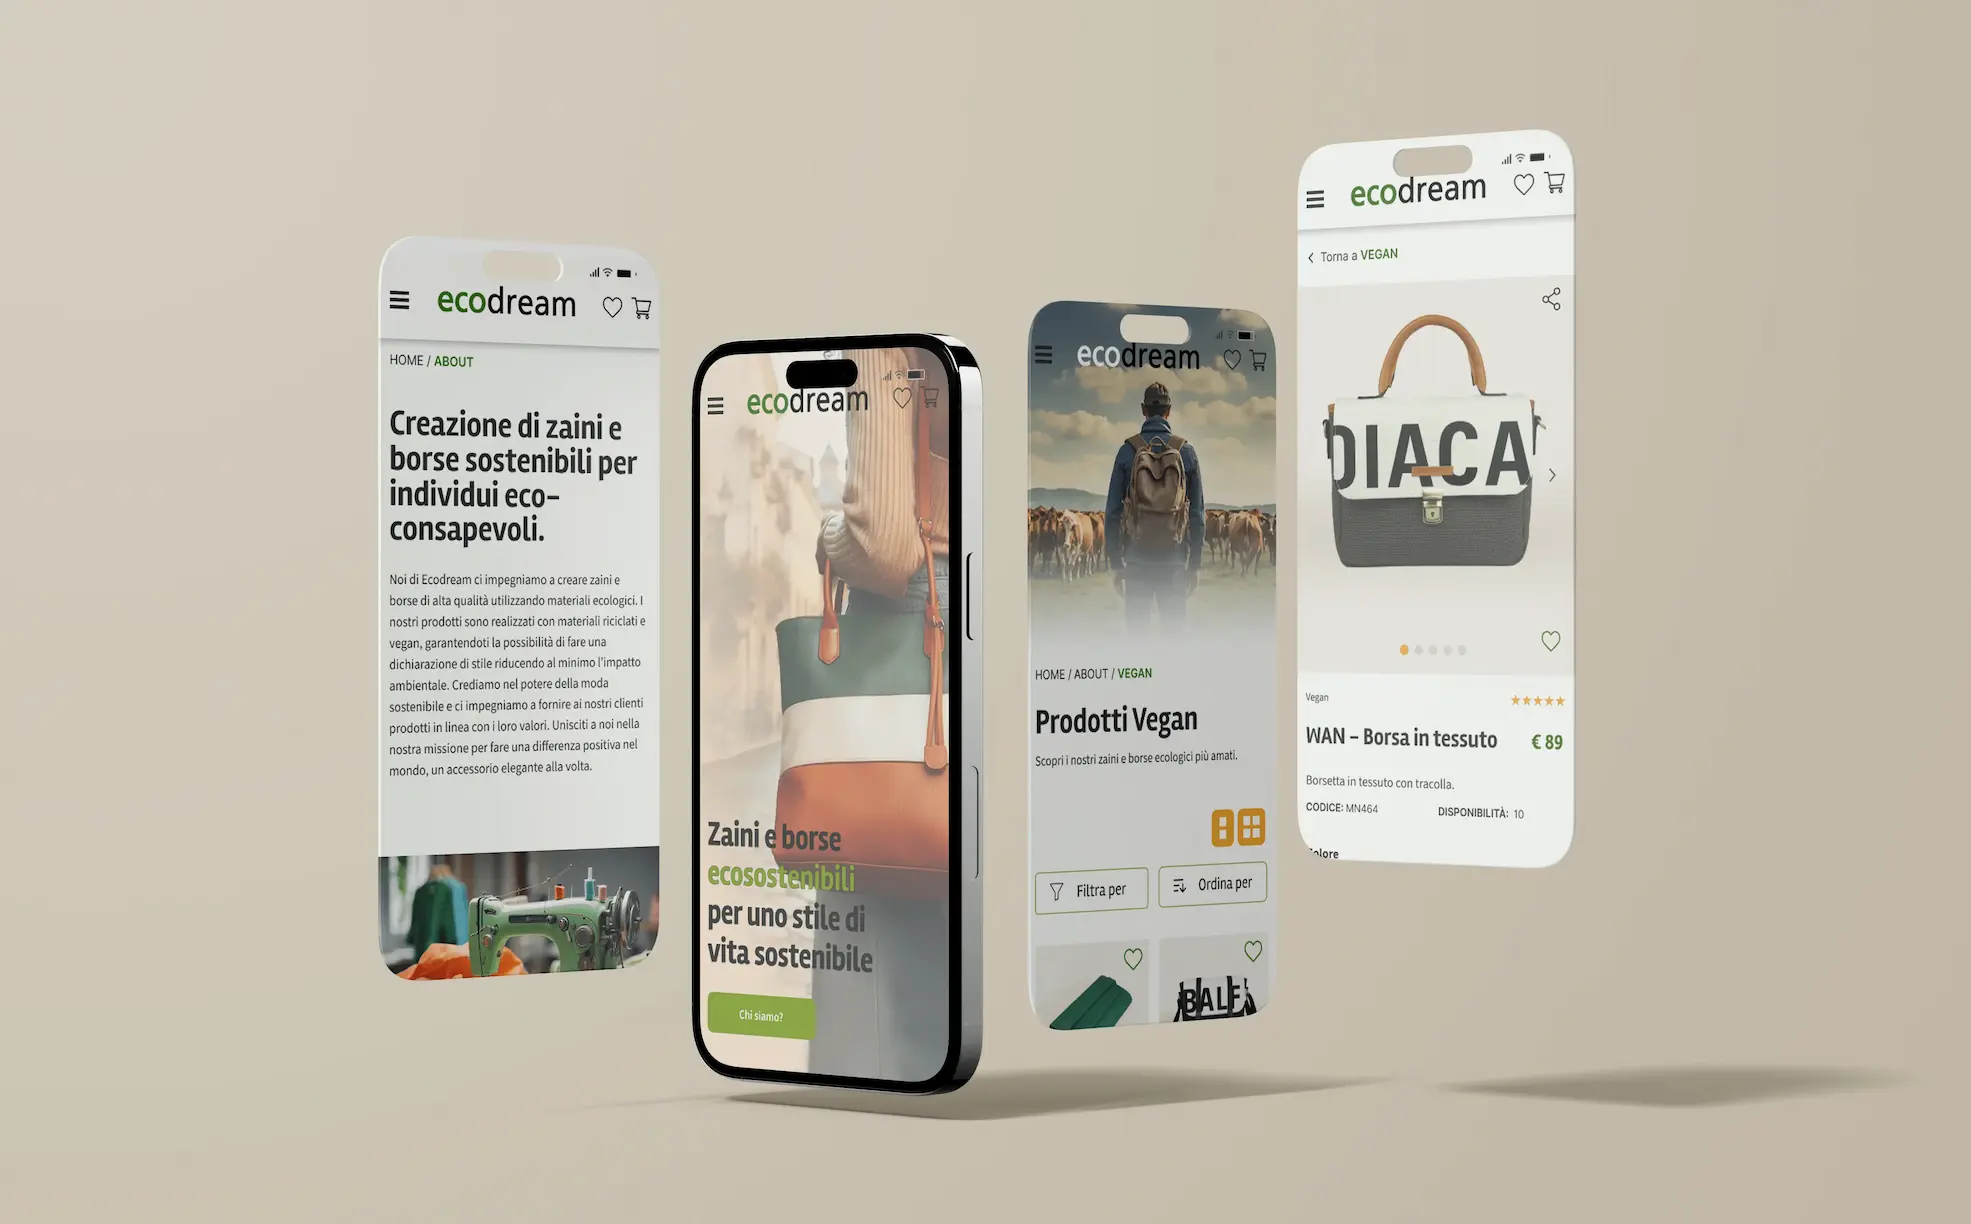 ecodream
HOME / ABOUT
Creazione di zaini e
borse sostenibili per
individui eco-
consapevoli.
Noi di Ecodream ci impegniamo a creare zaini e
borse di alta qualità utilizzando materiali ecologici. I
nostri prodotti sono realizzati con materiali riciclati e
vegan, garantendoti la possibilità di fare una
dichiarazione di stile riducendo al minimo l'impatto
ambientale. Crediamo nel potere della moda
sostenibile e ci impegniamo a fornire ai nostri clienti
prodotti in linea con i loro valori. Unisciti a noi nella
nostra missione per fare una differenza positiva nel
mondo, un accessorio elegante alla volta.
ecodream
Zaini e borse
ecosostenibili
per uno stile di
vita sostenibile
Chi siamo?
ecodream
HOME / ABOUT / VEGAN
Prodotti Vegan
Scopri i nostri zaini e borse ecologici più amati.
Filtra per
Ordina per
BALF
ecodream
Torna a VEGAN
DIACA
Vegan
WAN - Borsa in tessuto
€ 89
Borsetta in tessuto con tracolla.
CODICE: MN464
DISPONIBILITÀ: 10
Colore